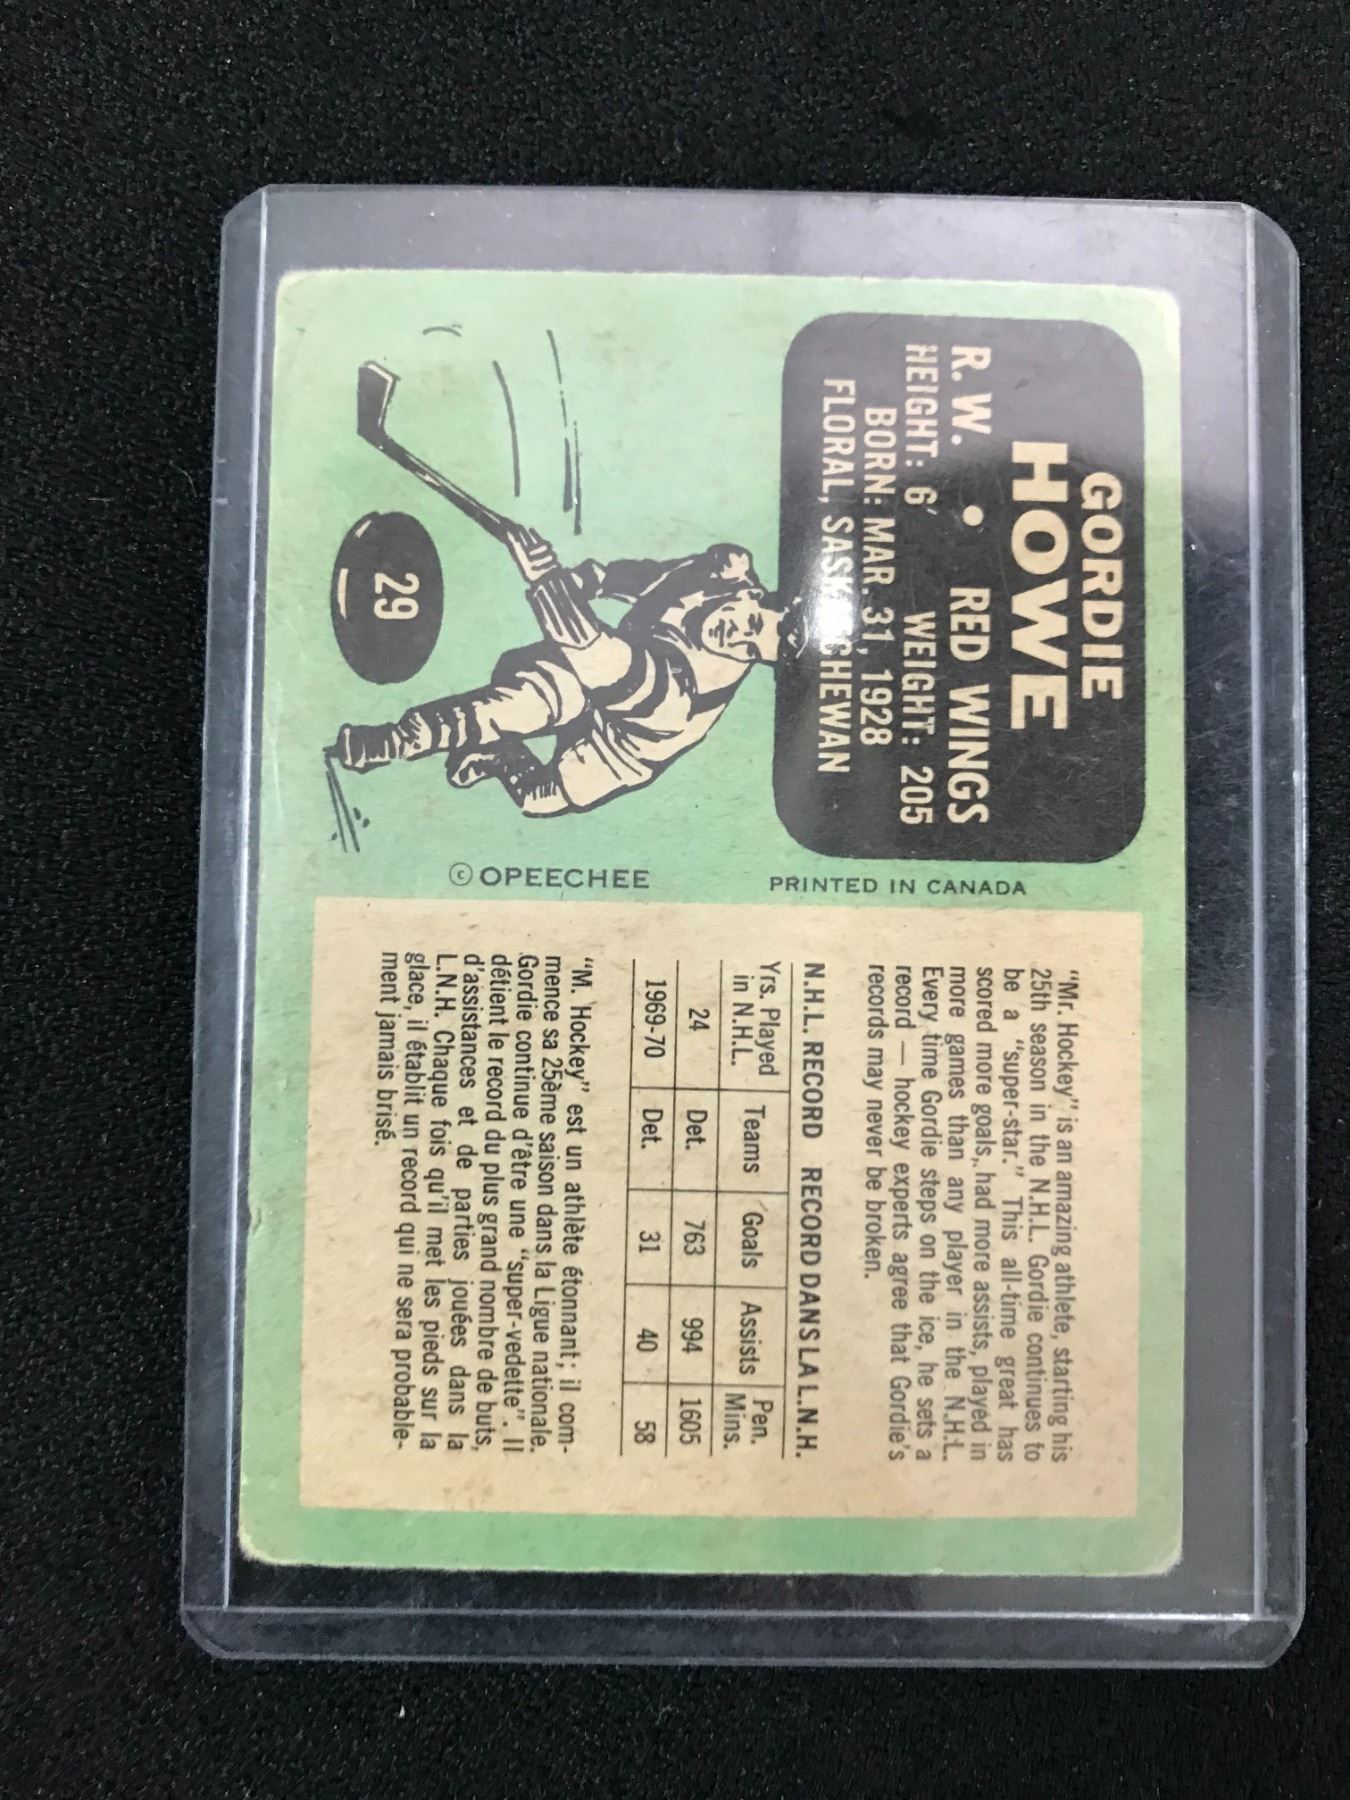 GORDIE
HOWE
R. W. • RED WINGS
HEIGHT: 6′ WEIGHT: 205
BORN: MAR. 31, 1928
FLORAL, SASKATCHEWAN
29
© OPEECHEE
PRINTED IN CANADA
"Mr. Hockey" is an amazing athlete, starting his
25th season in the N.H.L. Gordie continues to
be a "super-star." This all-time great has
scored more goals, had more assists, played in
more games than any player in the N.H.L.
Every time Gordie steps on the ice, he sets a
record — hockey experts agree that Gordie's
records may never be broken.
N.H.L. RECORD RECORD DANS LA L.N.H.
Yrs. Played in N.H.L. Teams Goals Assists Pen. Mins.
24 Det. 763 994 1605
1969-70 Det. 31 40 58
"M. Hockey" est un athlète étonnant; il com-
mence sa 25ème saison dans la Ligue nationale.
Gordie continue d'être une "super-vedette". Il
détient le record du plus grand nombre de buts,
d'assistances et de parties jouées dans la
L.N.H. Chaque fois qu'il met les pieds sur la
glace, il établit un record qui ne sera probable-
ment jamais brisé.